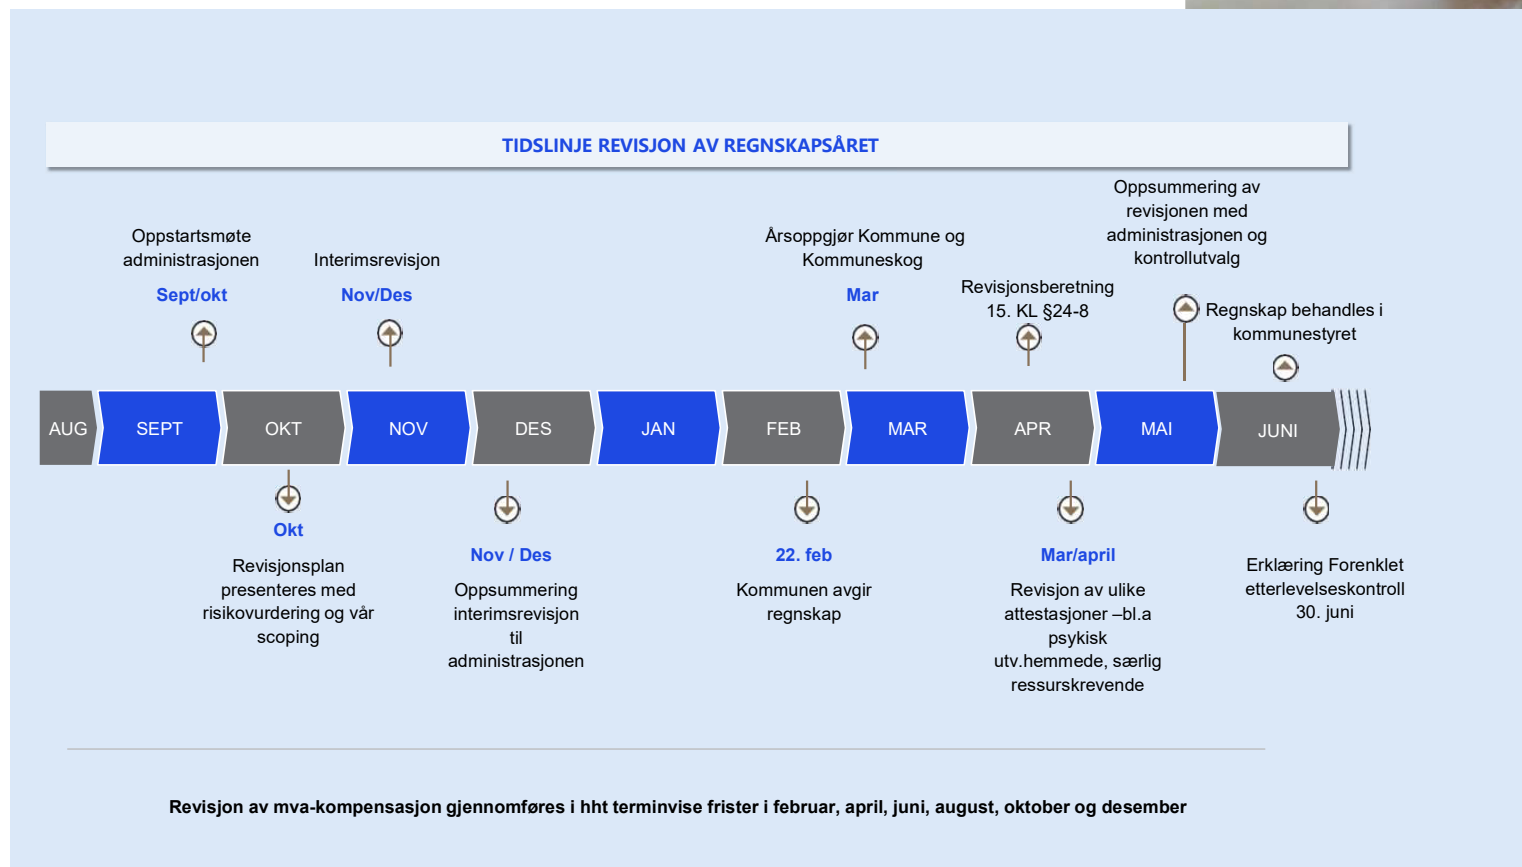 TIDSLINJE REVISJON AV REGNSKAPSÅRET
Oppstartsmøte
administrasjonen
Sept/okt
Interimsrevisjon
Nov/Des
Årsoppgjør Kommune og
Kommuneskog
Mar
Revisjonsberetning
15. KL §24-8
Oppsummering av
revisjonen med
administrasjonen og
kontrollutvalg
Regnskap behandles i
kommunestyret
AUG
SEPT
OKT
NOV
DES
JAN
FEB
MAR
APR
MAI
JUNI
Okt
Revisjonsplan
presenteres med
risikovurdering og vår
scoping
Nov / Des
Oppsummering
interimsrevisjon
til
administrasjonen
22. feb
Kommunen avgir
regnskap
Mar/april
Revisjon av ulike
attestasjoner –bl.a
psykisk
utv.hemmede, særlig
ressurskrevende
Erklæring Forenklet
etterlevelseskontroll
30. juni
Revisjon av mva-kompensasjon gjennomføres i hht terminvise frister i februar, april, juni, august, oktober og desember